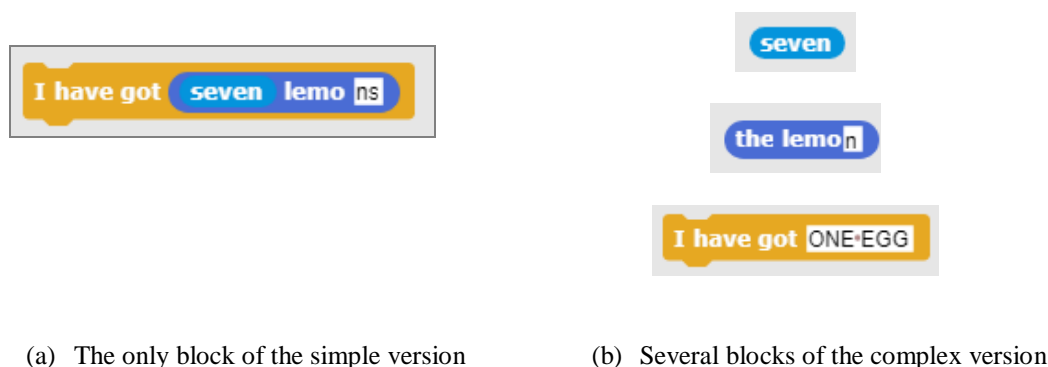 I have got seven lemo ns
seven
the lemo n
I have got ONE•EGG
(a) The only block of the simple version
(b) Several blocks of the complex version